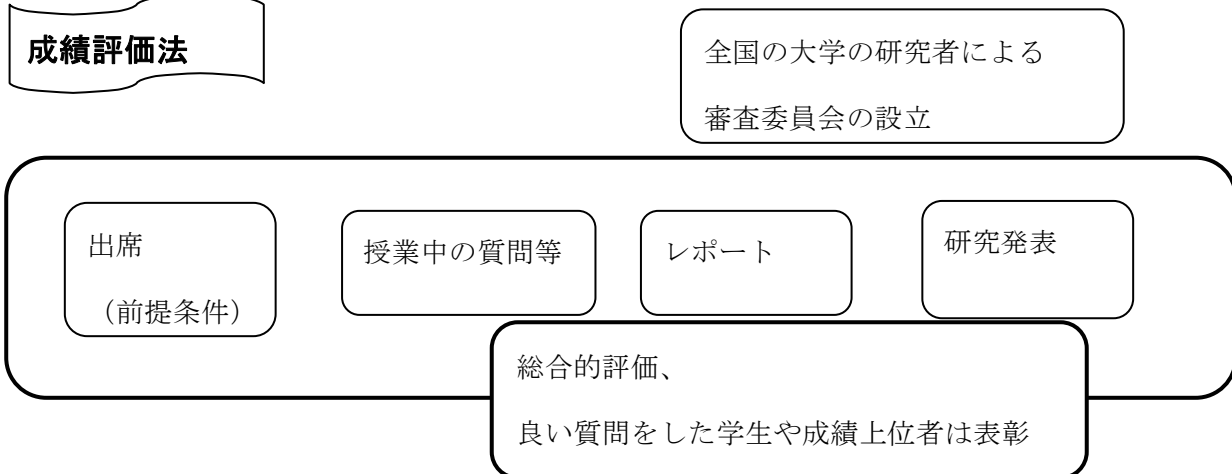 成績評価法
全国の大学の研究者による
審査委員会の設立
出席
（前提条件）
授業中の質問等
レポート
研究発表
総合的評価、
良い質問をした学生や成績上位者は表彰